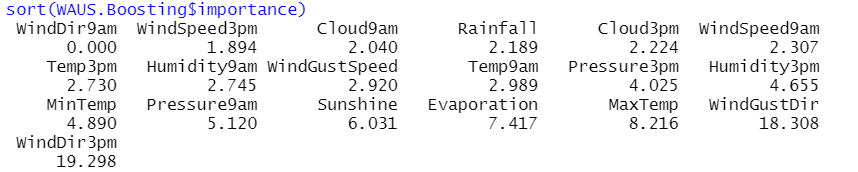 sort(WAUS.Boosting$importance)
WindDir9am WindSpeed3pm Cloud9am Rainfall Cloud3pm WindSpeed9am
0.000 1.894 2.040 2.189 2.224 2.307
Temp3pm Humidity9am WindGustSpeed Temp9am Pressure3pm Humidity3pm
2.730 2.745 2.920 2.989 4.025 4.655
MinTemp Pressure9am Sunshine Evaporation MaxTemp WindGustDir
4.890 5.120 6.031 7.417 8.216 18.308
WindDir3pm
19.298